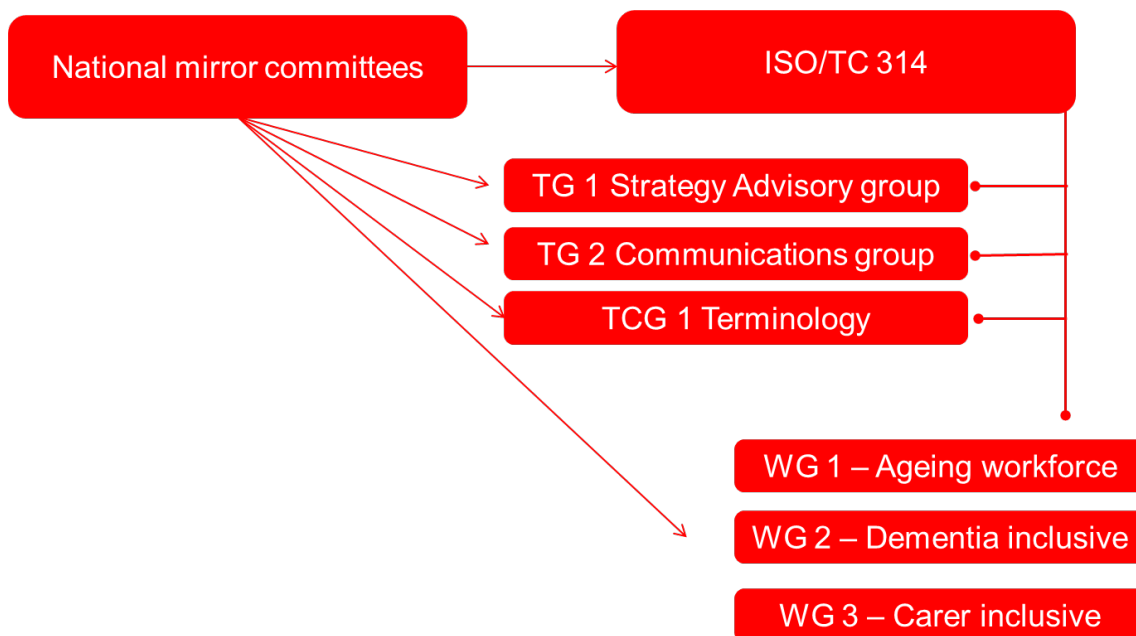 National mirror committees
ISO/TC 314
TG 1 Strategy Advisory group
TG 2 Communications group
TCG 1 Terminology
WG 1 – Ageing workforce
WG 2 – Dementia inclusive
WG 3 – Carer inclusive